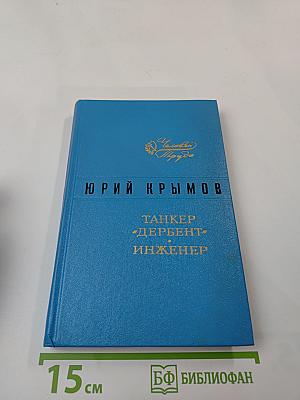 Человек
Труда
ЮРИЙ КРЫМОВ
ТАНКЕР
«ДЕРБЕНТ»
•
ИНЖЕНЕР
15 см
БФ БИБЛИОФАН